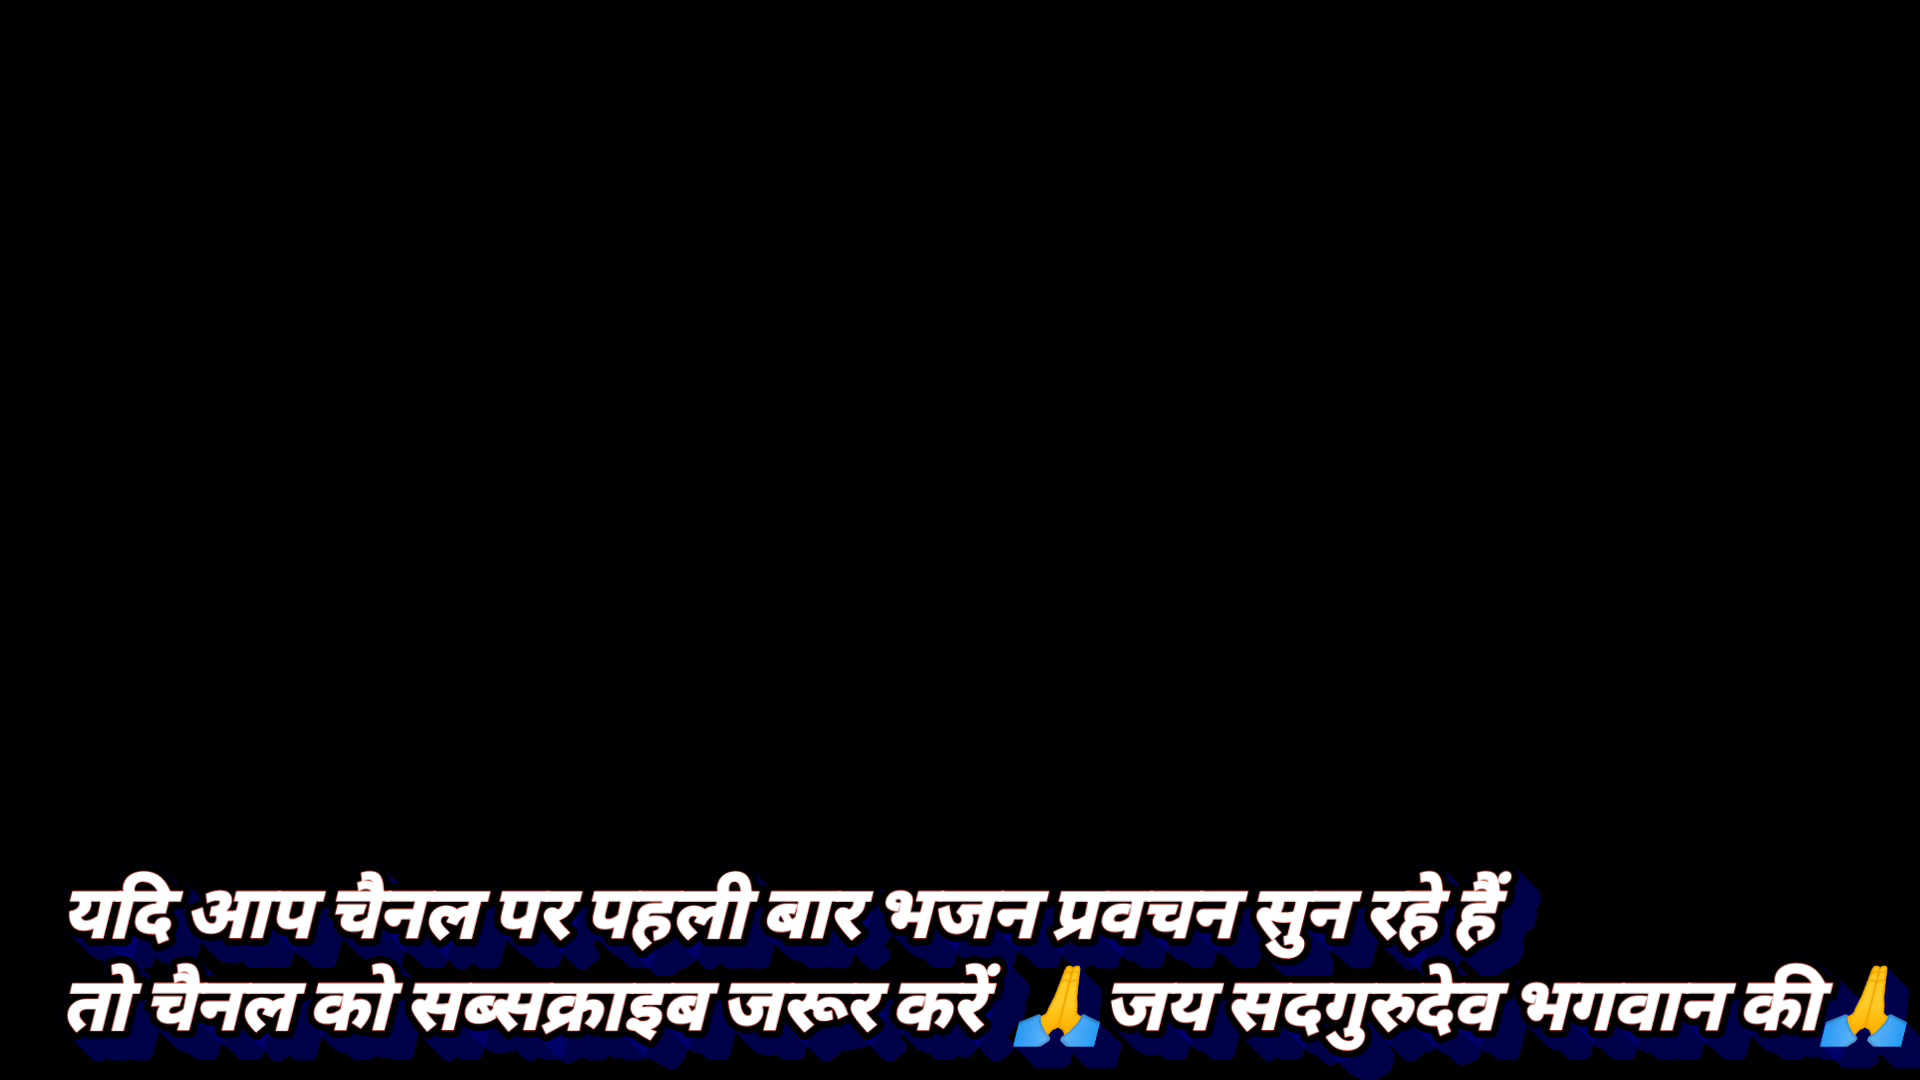 यदि आप चैनल पर पहली बार भजन प्रवचन सुन रहे हैं
तो चैनल को सब्सक्राइब जरूर करें 🙏जय सदगुरुदेव भगवान की🙏